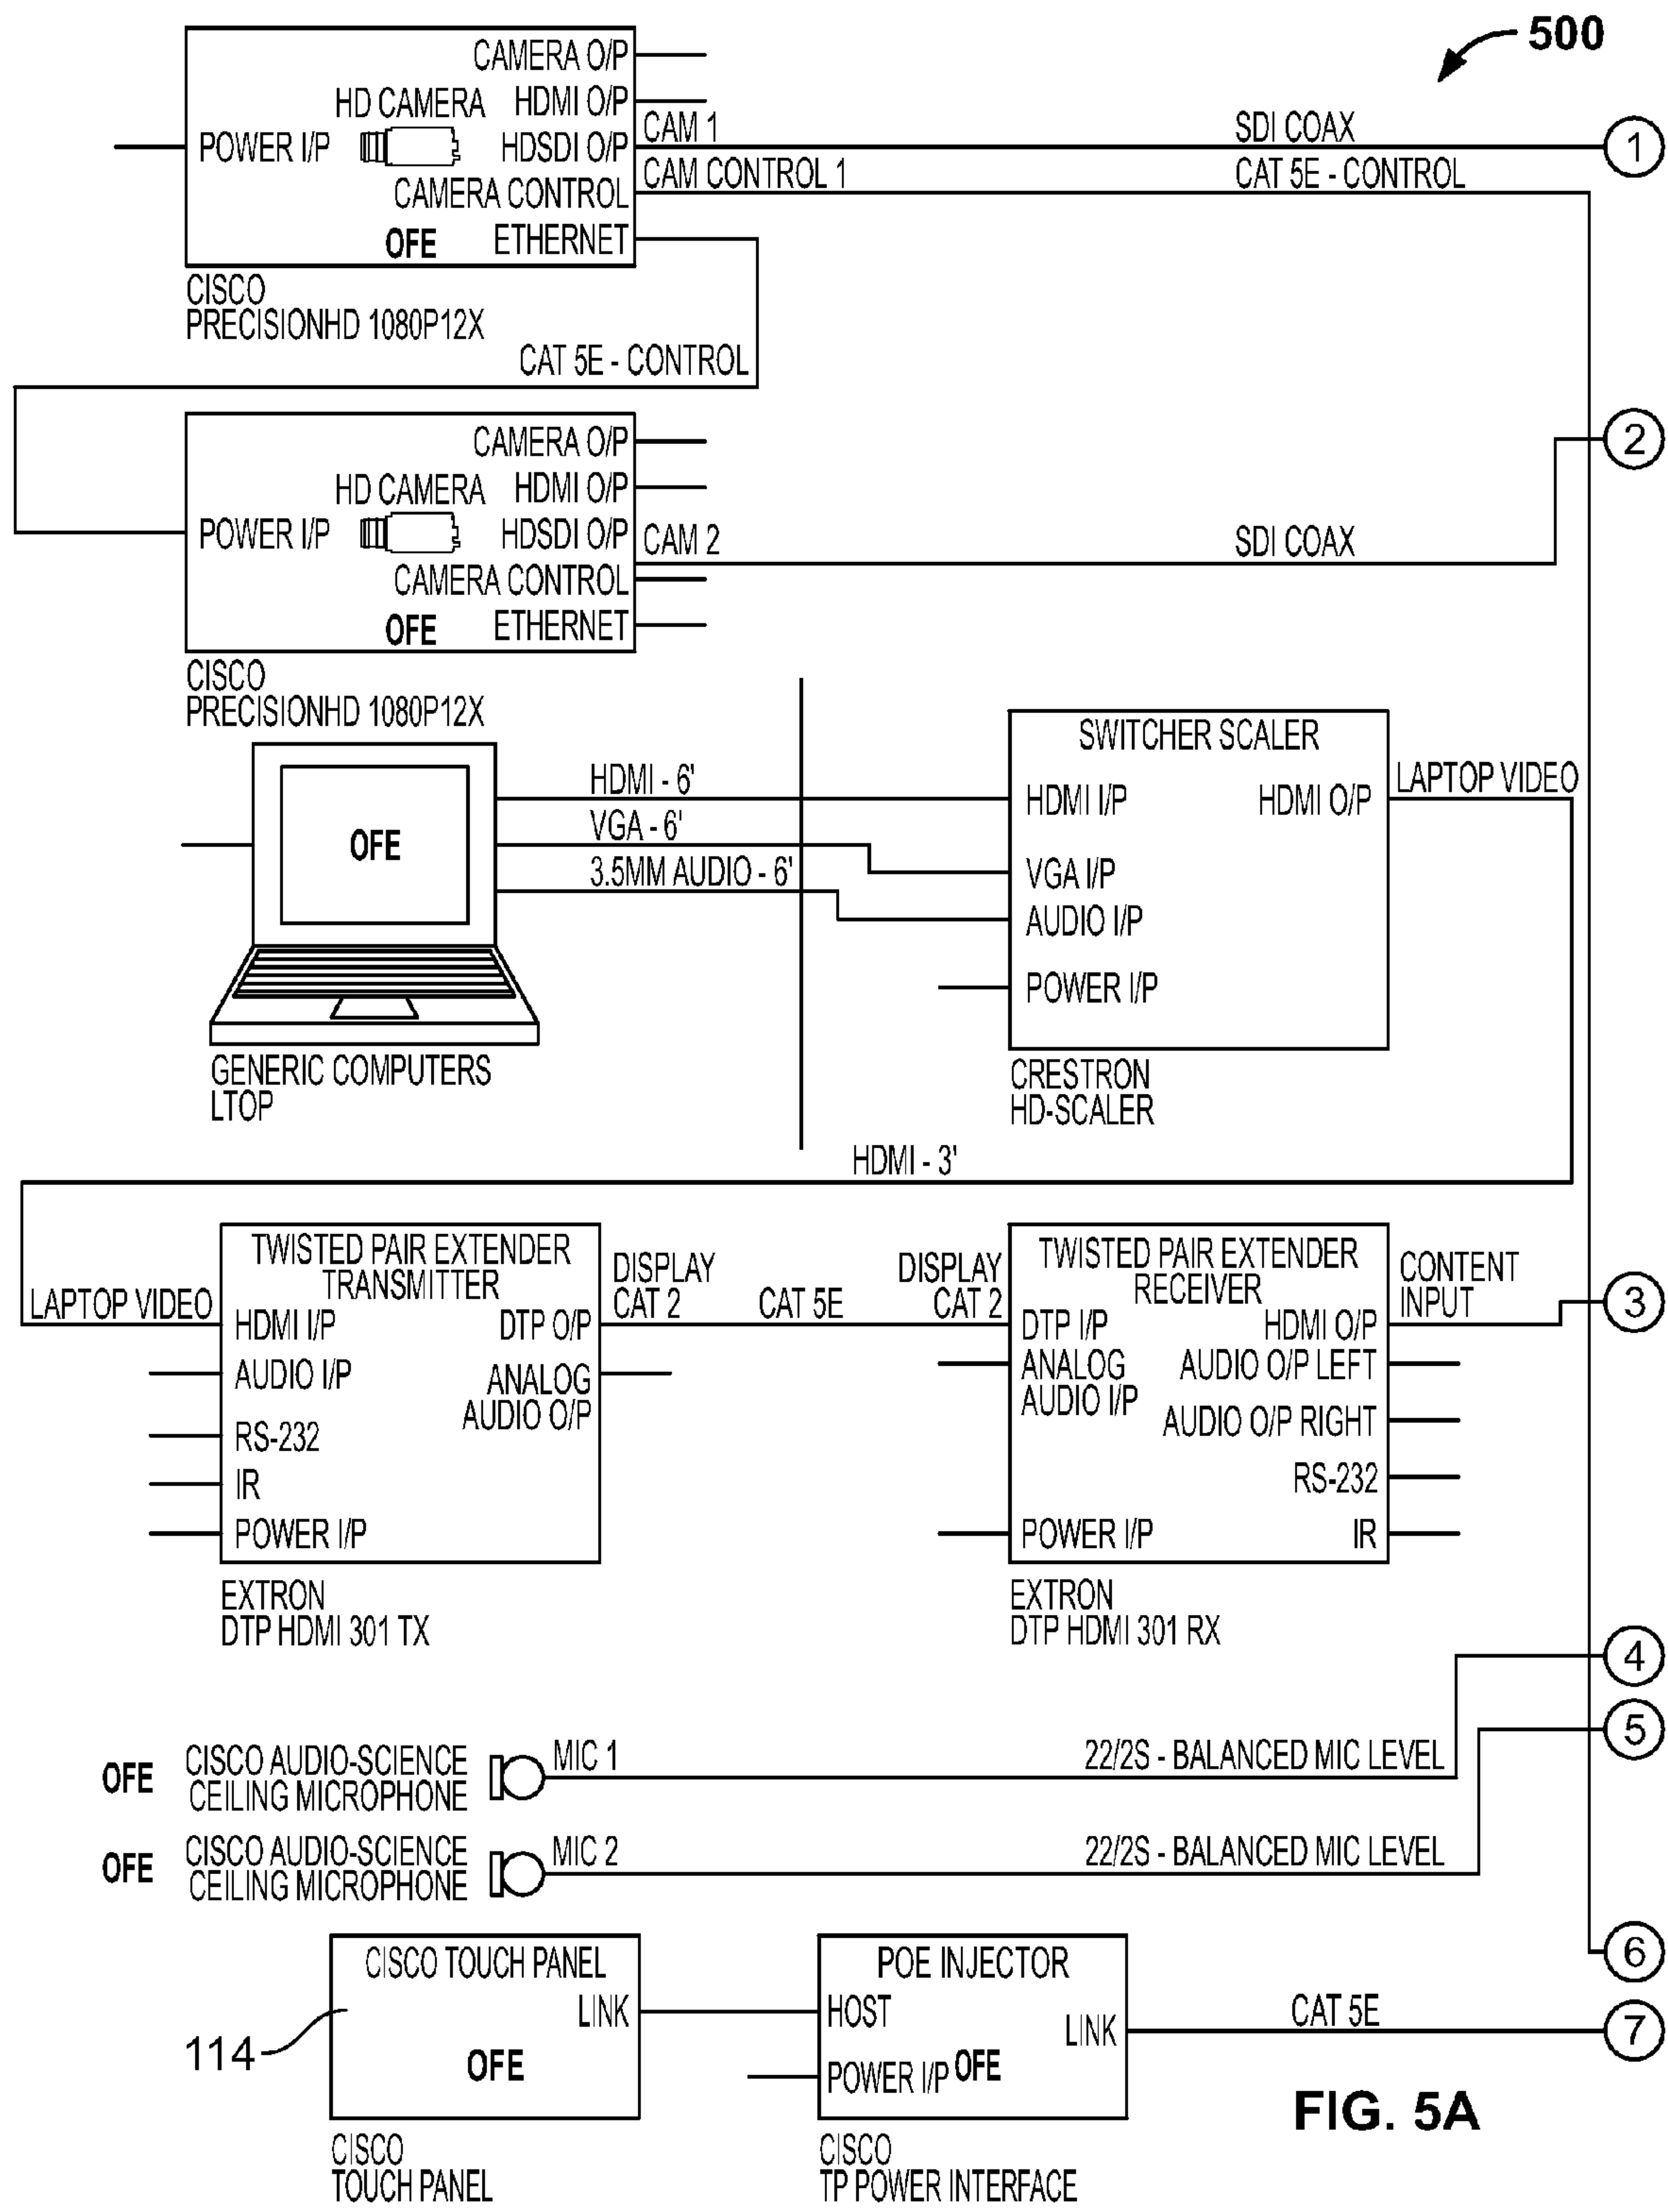 500
CAMERA O/P
HD CAMERA HDMI O/P
POWER I/P HDSDI O/P CAM 1 SDI COAX 1
CAMERA CONTROL CAM CONTROL 1 CAT 5E - CONTROL
OFE ETHERNET
CISCO
PRECISIONHD 1080P12X
CAT 5E - CONTROL
CAMERA O/P 2
HD CAMERA HDMI O/P
POWER I/P HDSDI O/P CAM 2 SDI COAX
CAMERA CONTROL
OFE ETHERNET
CISCO
PRECISIONHD 1080P12X
SWITCHER SCALER
HDMI - 6' HDMI I/P HDMI O/P LAPTOP VIDEO
OFE VGA - 6' VGA I/P
3.5MM AUDIO - 6' AUDIO I/P
POWER I/P
GENERIC COMPUTERS
LTOP
CRESTRON
HD-SCALER
HDMI - 3'
LAPTOP VIDEO
TWISTED PAIR EXTENDER
TRANSMITTER
HDMI I/P DTP O/P
AUDIO I/P ANALOG
AUDIO O/P
RS-232
IR
POWER I/P
EXTRON
DTP HDMI 301 TX
DISPLAY
CAT 2
CAT 5E
DISPLAY
CAT 2
TWISTED PAIR EXTENDER
RECEIVER
DTP I/P HDMI O/P
ANALOG
AUDIO I/P
AUDIO O/P LEFT
AUDIO O/P RIGHT
RS-232
POWER I/P IR
EXTRON
DTP HDMI 301 RX
CONTENT
INPUT
3
4
5
OFE CISCO AUDIO-SCIENCE
CEILING MICROPHONE
MIC 1 22/2S - BALANCED MIC LEVEL
OFE CISCO AUDIO-SCIENCE
CEILING MICROPHONE
MIC 2 22/2S - BALANCED MIC LEVEL
6
CISCO TOUCH PANEL
LINK
OFE
114
CISCO
TOUCH PANEL
POE INJECTOR
HOST
LINK
POWER I/P OFE
CISCO
TP POWER INTERFACE
CAT 5E
7
FIG. 5A